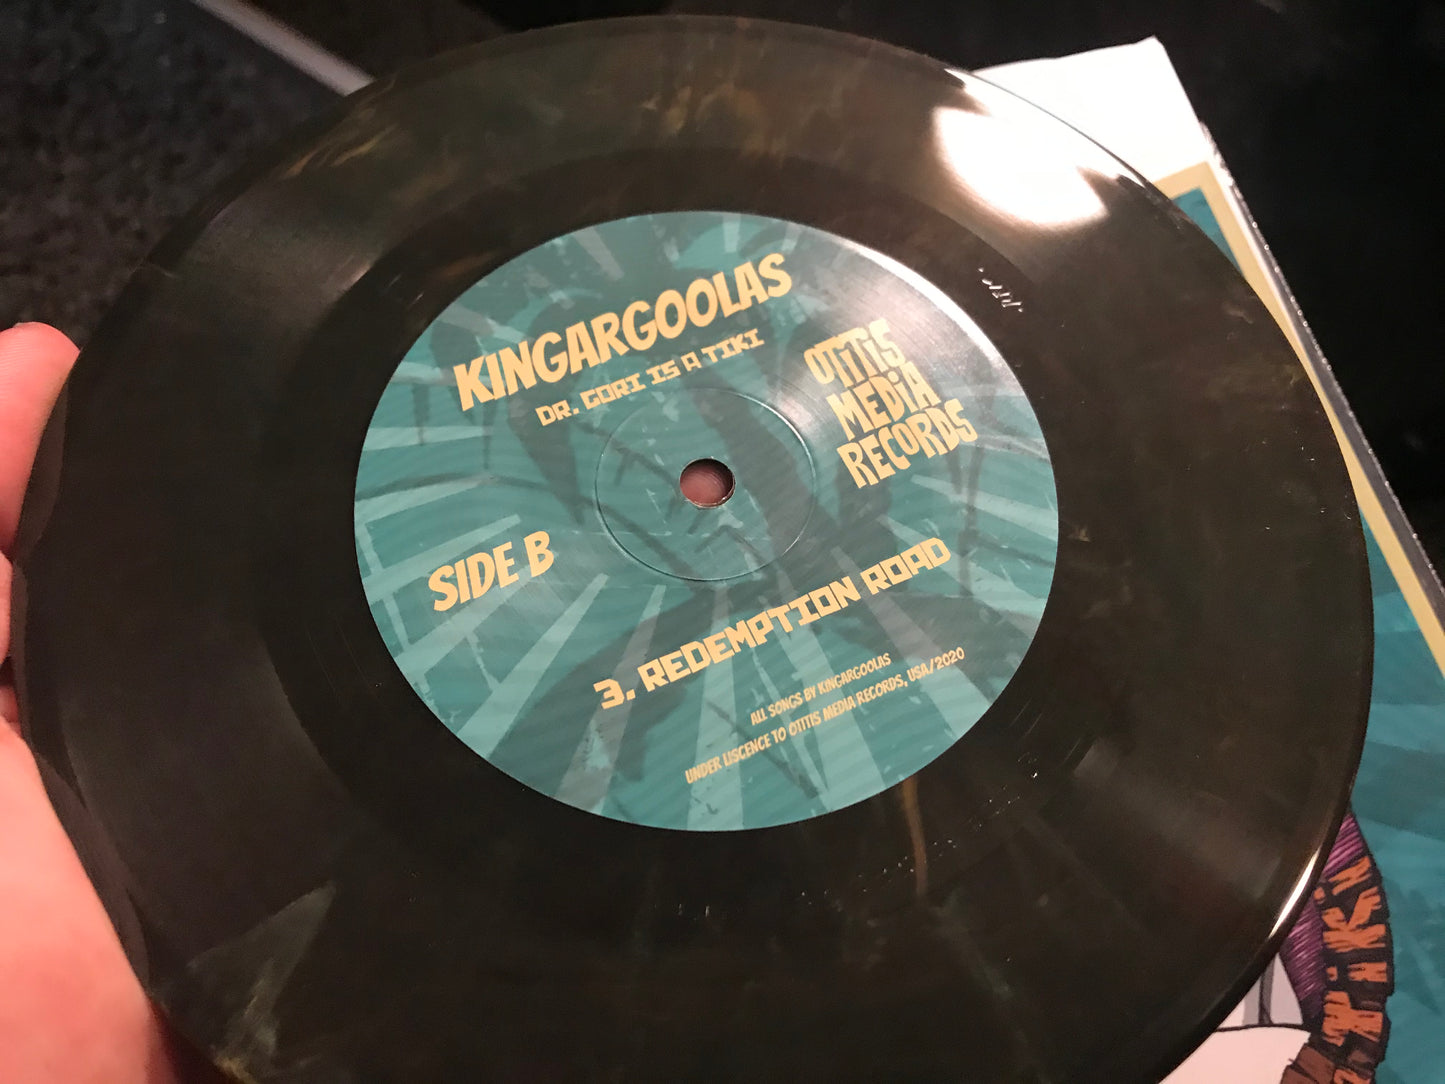 KINGARGOOLAS
DR. GORI IS A TIKI
OTITIS
MEDIA
RECORDS
SIDE B
3. REDEMPTION ROAD
ALL SONGS BY KINGARGOOLAS
UNDER LISCENCE TO OTITIS MEDIA RECORDS, USA/2020
TIKI